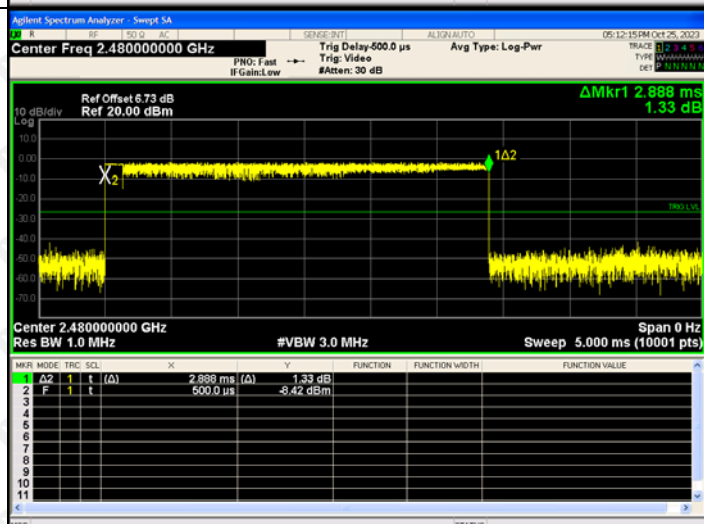 Agilent Spectrum Analyzer - Swept SA
R RF 50 Ω AC SENSE:INT ALIGN AUTO 05:12:15 PM Oct 25, 2023
Center Freq 2.480000000 GHz Trig Delay-500.0 µs Avg Type: Log-Pwr TRACE 1 2 3 4 5 6
PNO: Fast Trig: Video TYPE
IFGain:Low #Atten: 30 dB DET P N N N N N
ΔMkr1 2.888 ms
Ref Offset 6.73 dB
10 dB/div Ref 20.00 dBm 1.33 dB
Log
10.0
0.00
1Δ2
-10.0
X2
-20.0
TRIG LVL
-30.0
-40.0
-50.0
-60.0
-70.0
Center 2.480000000 GHz Span 0 Hz
Res BW 1.0 MHz #VBW 3.0 MHz Sweep 5.000 ms (10001 pts)
MKR MODE TRC SCL X Y FUNCTION FUNCTION WIDTH FUNCTION VALUE
1 Δ2 1 t (Δ) 2.888 ms (Δ) 1.33 dB
2 F 1 t 500.0 µs -8.42 dBm
3
4
5
6
7
8
9
10
11